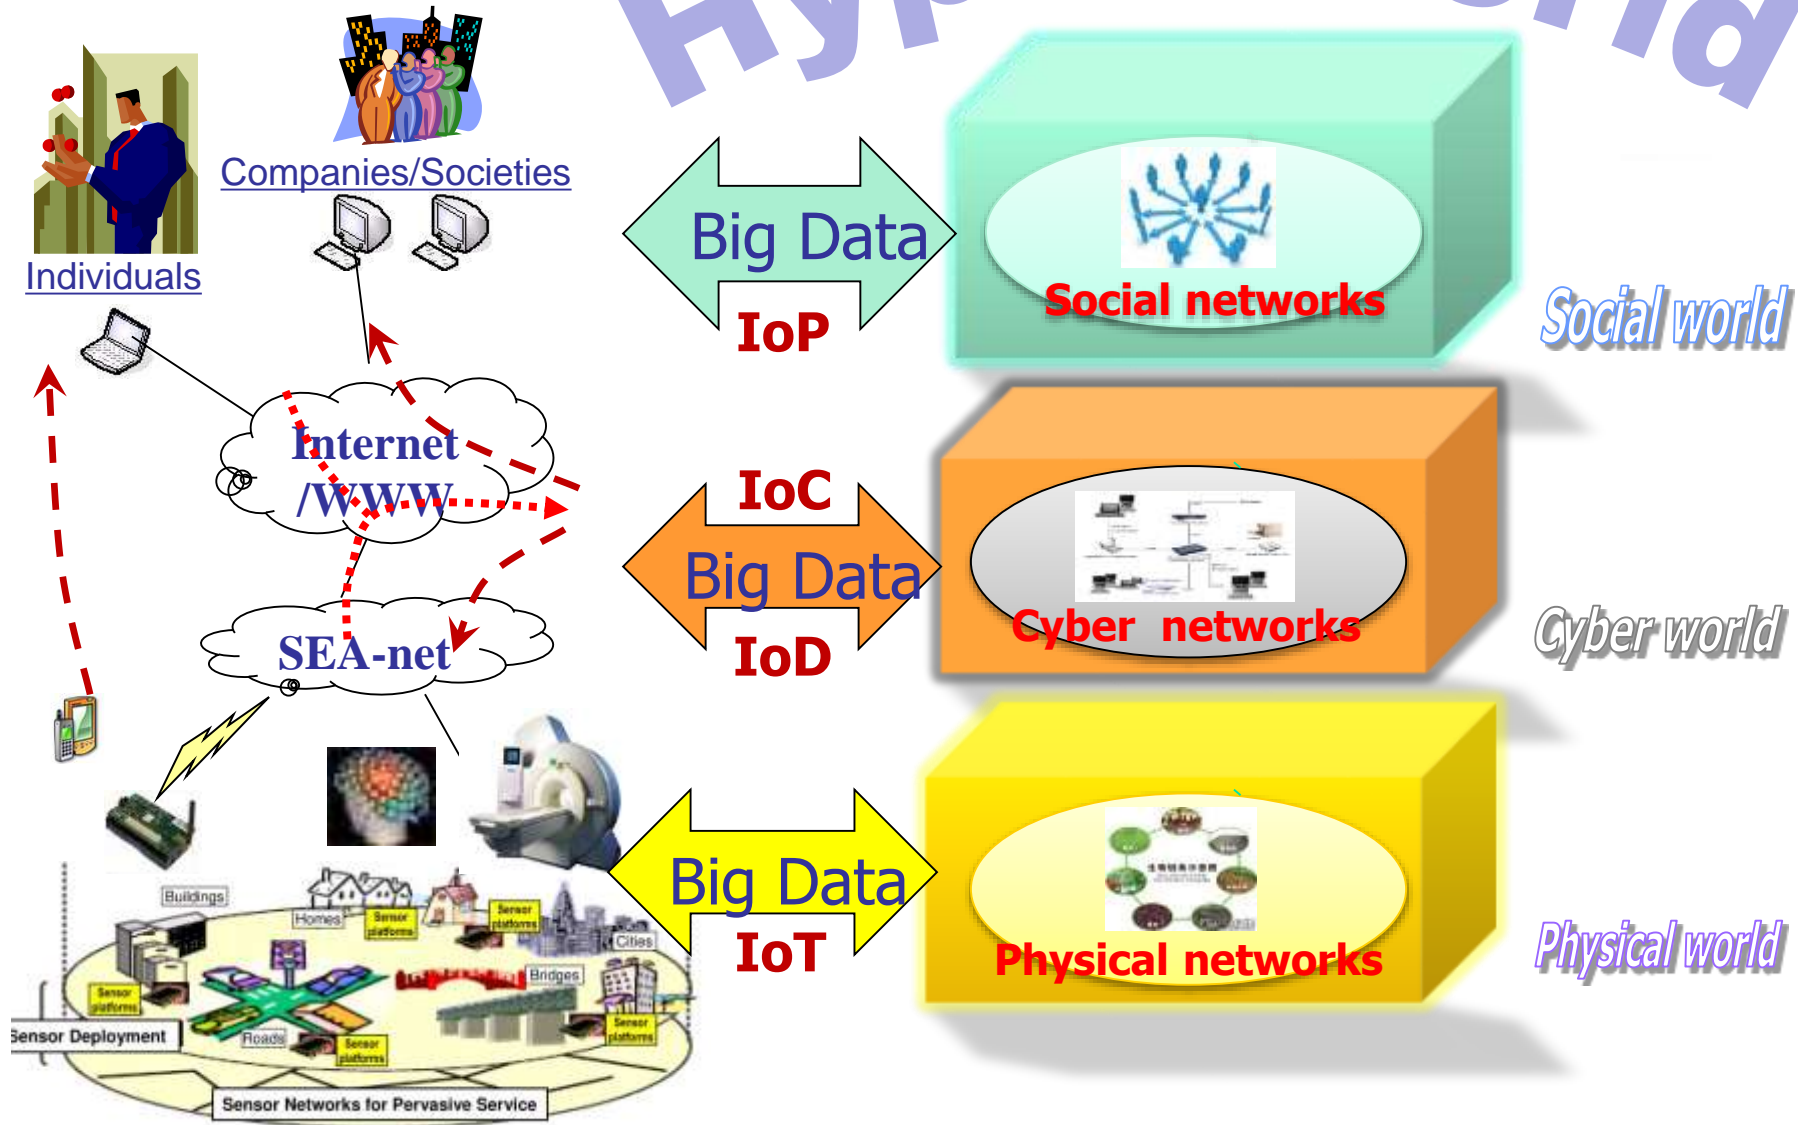 Hyp
rld
Companies/Societies
Individuals
Big Data
IoP
Social networks
Social world
Internet
/WWW
IoC
Big Data
IoD
Cyber networks
Cyber world
SEA-net
Big Data
IoT
Physical networks
Physical world
Buildings
Homes
Sensor
platforms
Sensor
platforms
Cities
Bridges
Sensor
platforms
Sensor
platforms
Roads
Sensor
platforms
Sensor Deployment
Sensor Networks for Pervasive Service